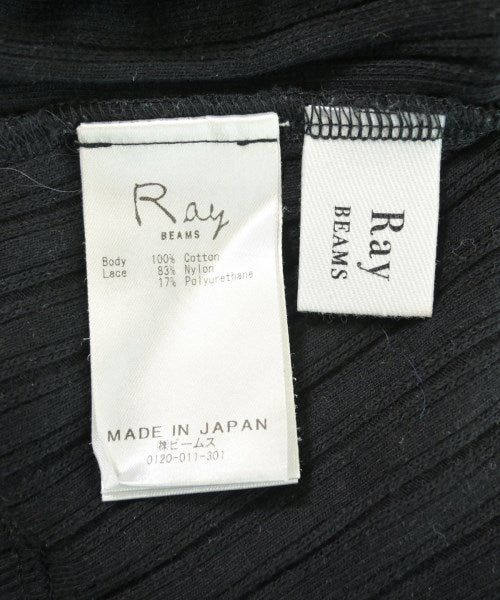 Ray
BEAMS
Body 100% Cotton
Lace 83% Nylon
17% Polyurethane
MADE IN JAPAN
㈱ビームス
0120-011-301
Ray
BEAMS